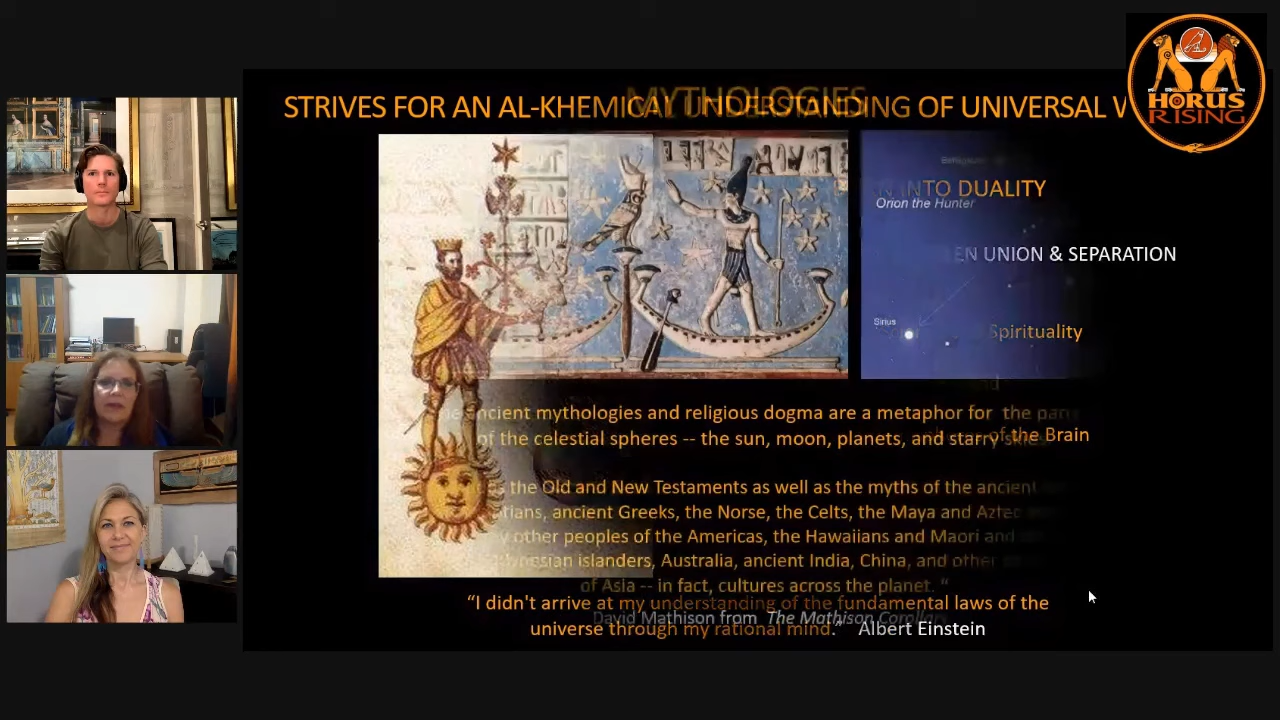 MYTHOLOGIES
STRIVES FOR AN AL-KHEMICAL UNDERSTANDING OF UNIVERSAL W
HORUS
RISING
INTO DUALITY
Orion the Hunter
UNION & SEPARATION
Sirius
Spirituality
ancient mythologies and religious dogma are a metaphor for the
of the celestial spheres -- the sun, moon, planets, and starry skies
of the Brain
the Old and New Testaments as well as the myths of the ancient
ancient Greeks, the Norse, the Celts, the Maya and Aztec
other peoples of the Americas, the Hawaiians and Maori and
islanders, Australia, ancient India, China, and other
of Asia -- in fact, cultures across the planet. “
“I didn't arrive at my understanding of the fundamental laws of the
David Mathison from The Mathison Corollary
universe through my rational mind.” Albert Einstein